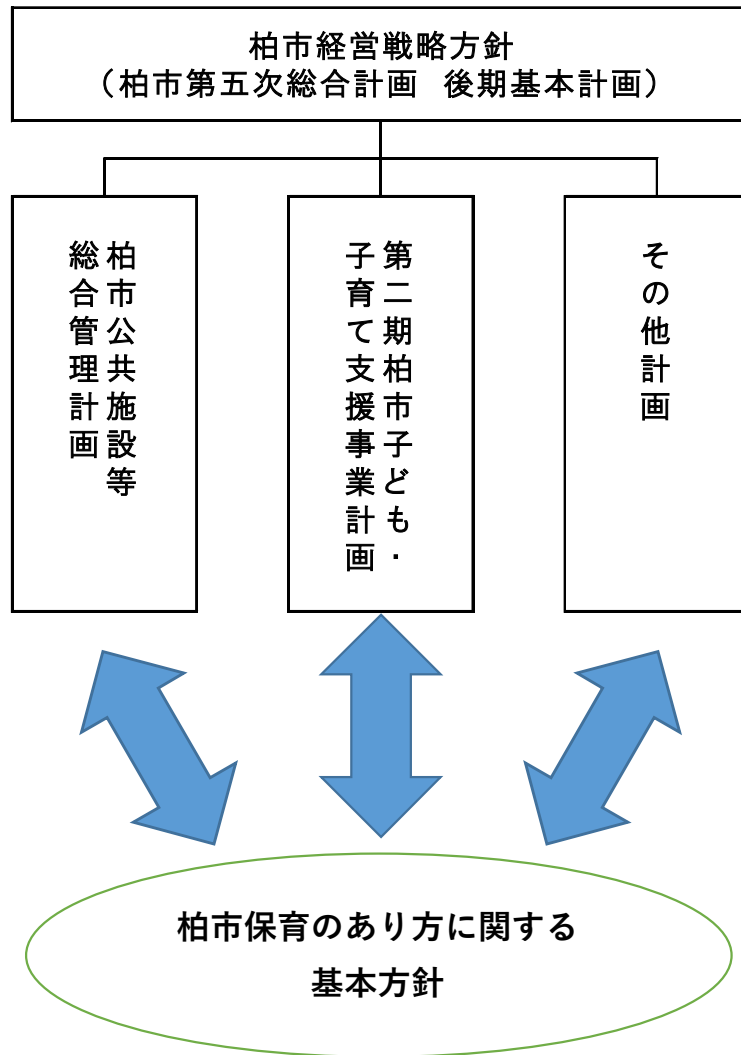 柏市経営戦略方針
（柏市第五次総合計画　後期基本計画）
柏市公共施設等
総合管理計画
第二期柏市子ども・
子育て支援事業計画
その他計画
柏市保育のあり方に関する
基本方針